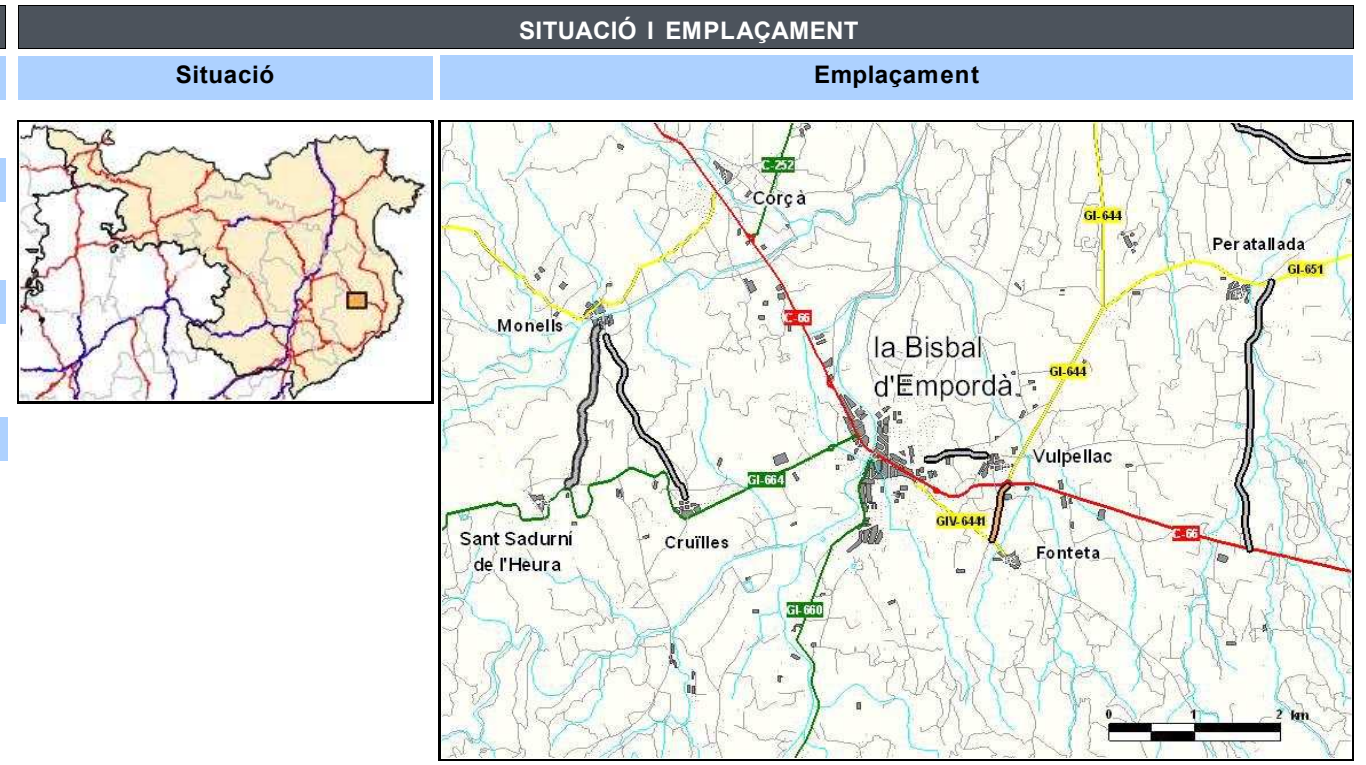 SITUACIÓ I EMPLAÇAMENT
Situació
Emplaçament
C-252
Corçà
GI-644
Peratallada
GI-651
Monells
C-66
la Bisbal
d'Empordà
GI-644
Vulpellac
GI-664
GIV-6441
C-66
Sant Sadurní
de l'Heura
Cruïlles
Fonteta
GI-660
0 1 2 km